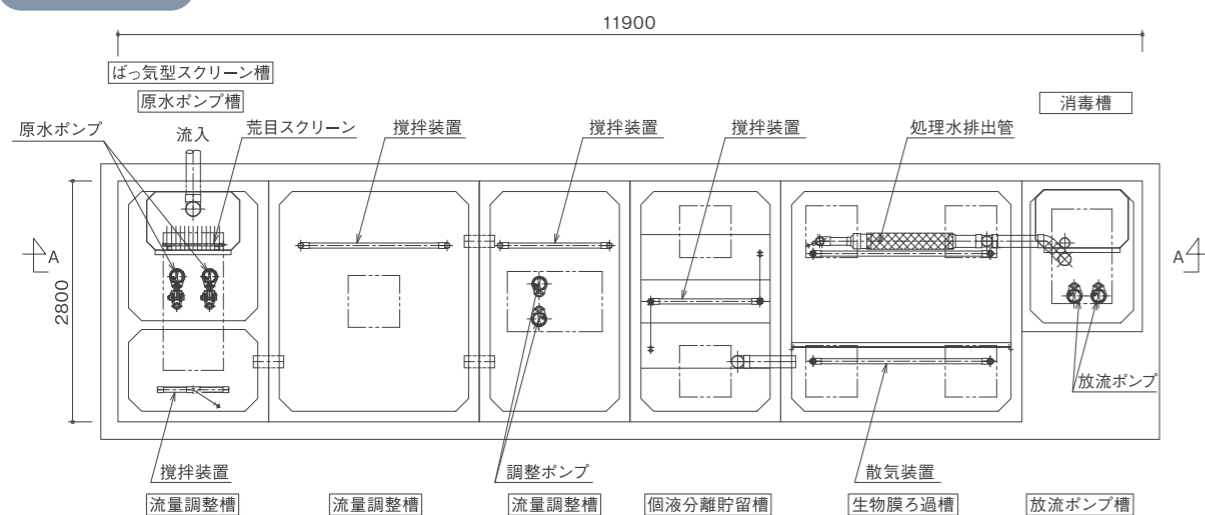 11900
ばっ気型スクリーン槽
原水ポンプ槽
消毒槽
原水ポンプ
流入
荒目スクリーン
撹拌装置
撹拌装置
撹拌装置
処理水排出管
A
A
2800
放流ポンプ
撹拌装置
調整ポンプ
散気装置
流量調整槽
流量調整槽
流量調整槽
個液分離貯留槽
生物膜ろ過槽
放流ポンプ槽